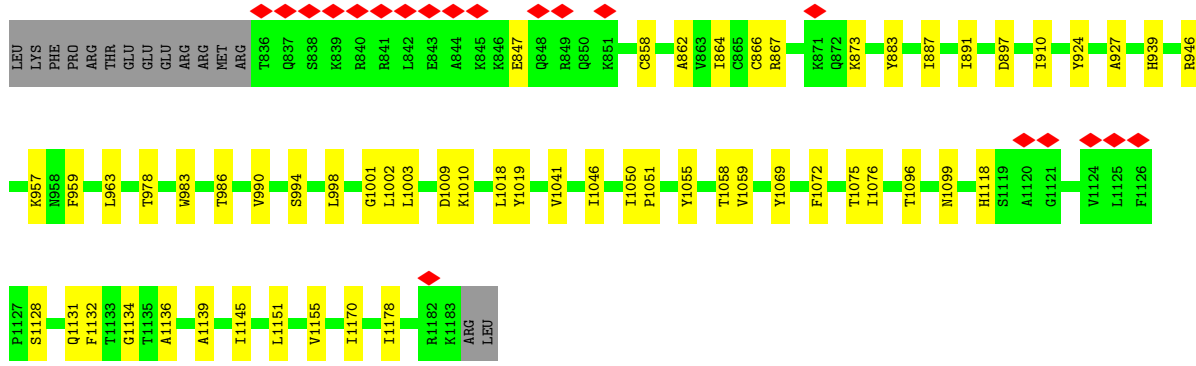 LEU LYS PHE PRO ARG THR GLU GLU GLU ARG ARG MET ARG T836 Q837 S838 K839 R840 R841 L842 E843 A844 K845 K846 E847 Q848 R849 Q850 K851 C858 A862 V863 I864 C865 C866 R867 K871 Q872 K873 Y883 I887 I891 D897 I910 Y924 A927 H939 R946
K957 N958 F959 L963 T978 W983 T986 V990 S994 L998 G1001 L1002 L1003 D1009 K1010 L1018 Y1019 V1041 I1046 I1050 P1051 Y1055 T1058 V1059 Y1069 F1072 T1075 I1076 T1096 N1099 H1118 S1119 A1120 G1121 V1124 L1125 F1126
P1127 S1128 Q1131 F1132 T1133 G1134 T1135 A1136 A1139 I1145 L1151 V1155 I1170 I1178 R1182 K1183 ARG LEU